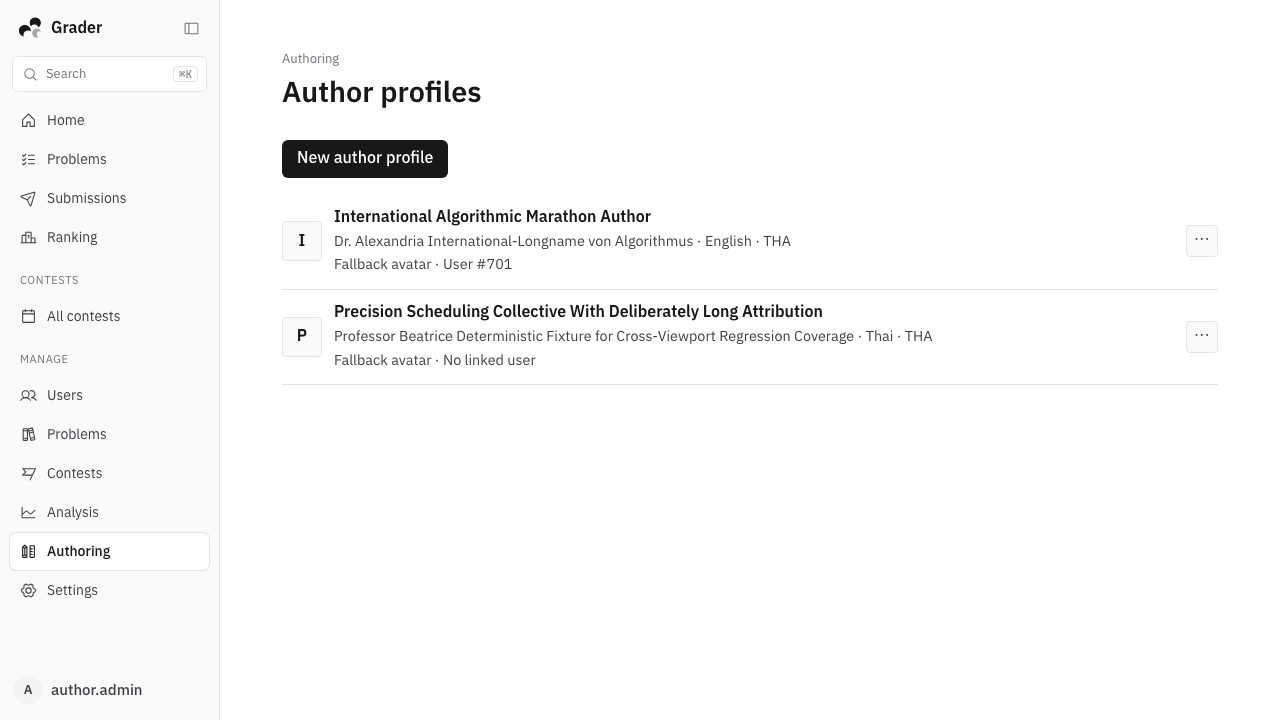 Grader
Search ⌘K
Home
Problems
Submissions
Ranking
CONTESTS
All contests
MANAGE
Users
Problems
Contests
Analysis
Authoring
Settings
A author.admin
Authoring
Author profiles
New author profile
I
International Algorithmic Marathon Author
Dr. Alexandria International-Longname von Algorithmus · English · THA
Fallback avatar · User #701
...
P
Precision Scheduling Collective With Deliberately Long Attribution
Professor Beatrice Deterministic Fixture for Cross-Viewport Regression Coverage · Thai · THA
Fallback avatar · No linked user
...